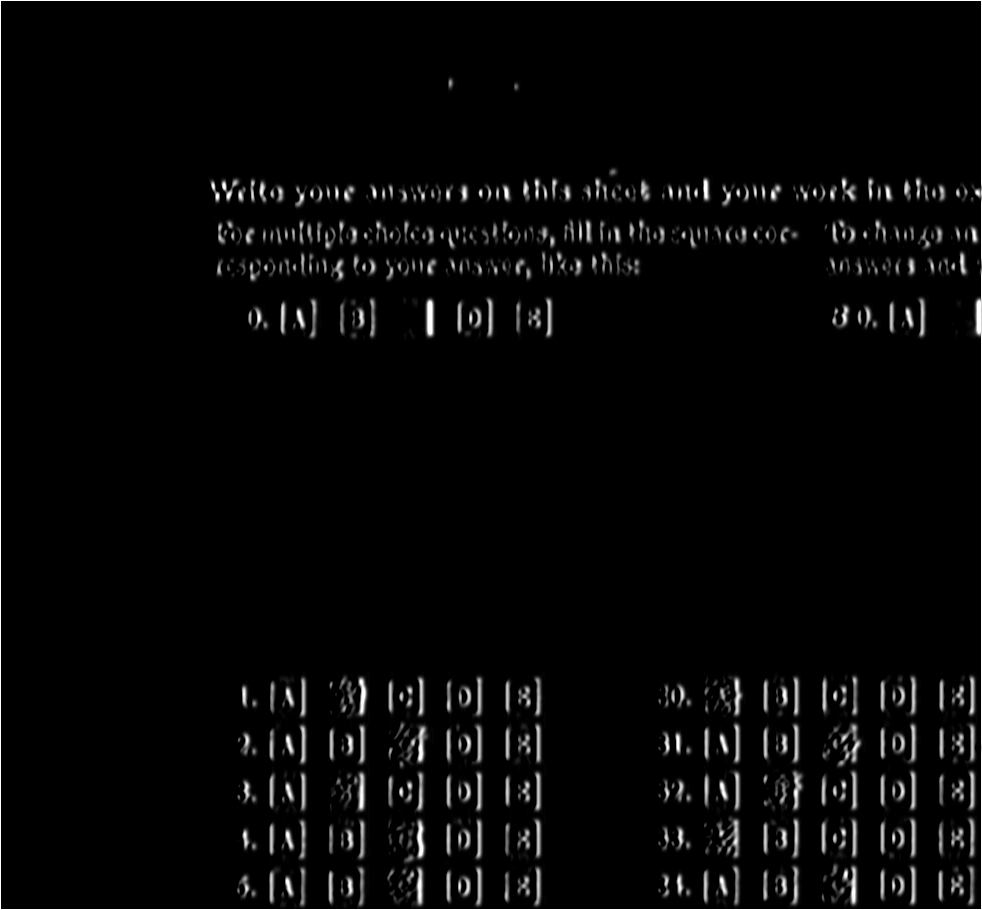 Write your answers on this sheet and your work in the ex
For multiple choice questions, fill in the square cor-
responding to your answer, like this:
To change an
answers and
0. [A] [B] [D] [E]
0. [A]
1. [A] [C] [D] [E]
2. [A] [B] [D] [E]
3. [A] [C] [D] [E]
4. [A] [B] [D] [E]
5. [A] [B] [D] [E]
30. [B] [C] [D] [E]
31. [A] [B] [D] [E]
32. [A] [C] [D] [E]
33. [B] [C] [D] [E]
34. [A] [B] [D] [E]